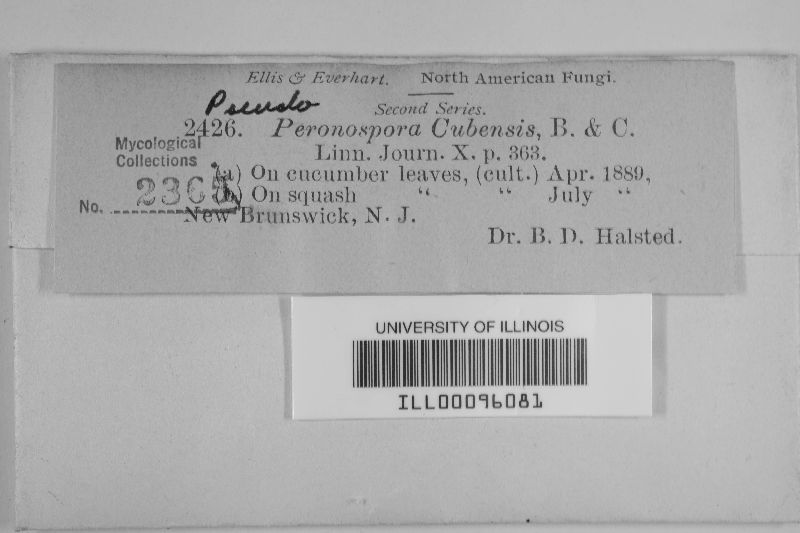 Ellis & Everhart. North American Fungi.
Pseudo
Second Series.
2426. Peronospora Cubensis, B. & C.
Linn. Journ. X. p. 363.
Mycological
Collections
No. 2365
(a) On cucumber leaves, (cult.) Apr. 1889,
(b) On squash “ “ July “
New Brunswick, N. J.
Dr. B. D. Halsted.
UNIVERSITY OF ILLINOIS
ILL00096081